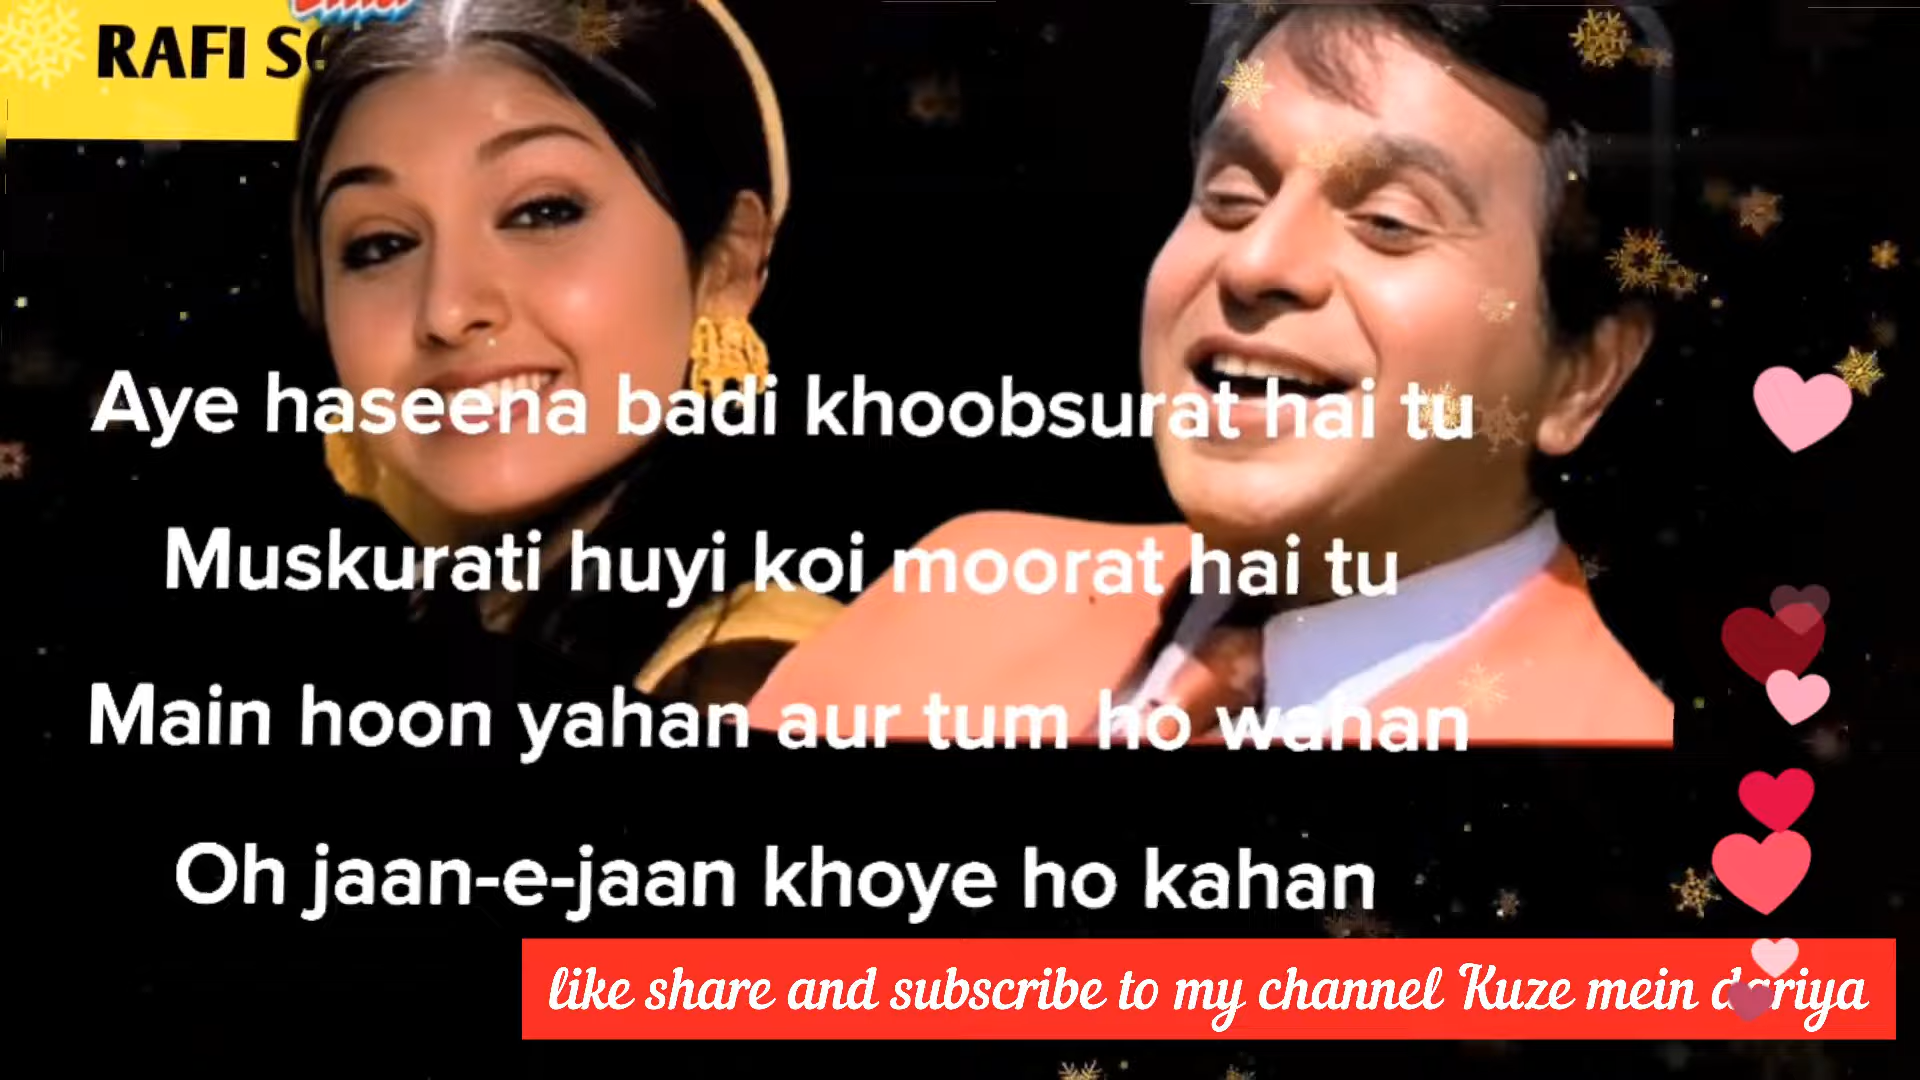 RAFI
Aye haseena badi khoobsurat hai tu
Muskurati huyi koi moorat hai tu
Main hoon yahan aur tum ho wahan
Oh jaan-e-jaan khoye ho kahan
like share and subscribe to my channel Kuze mein dariya